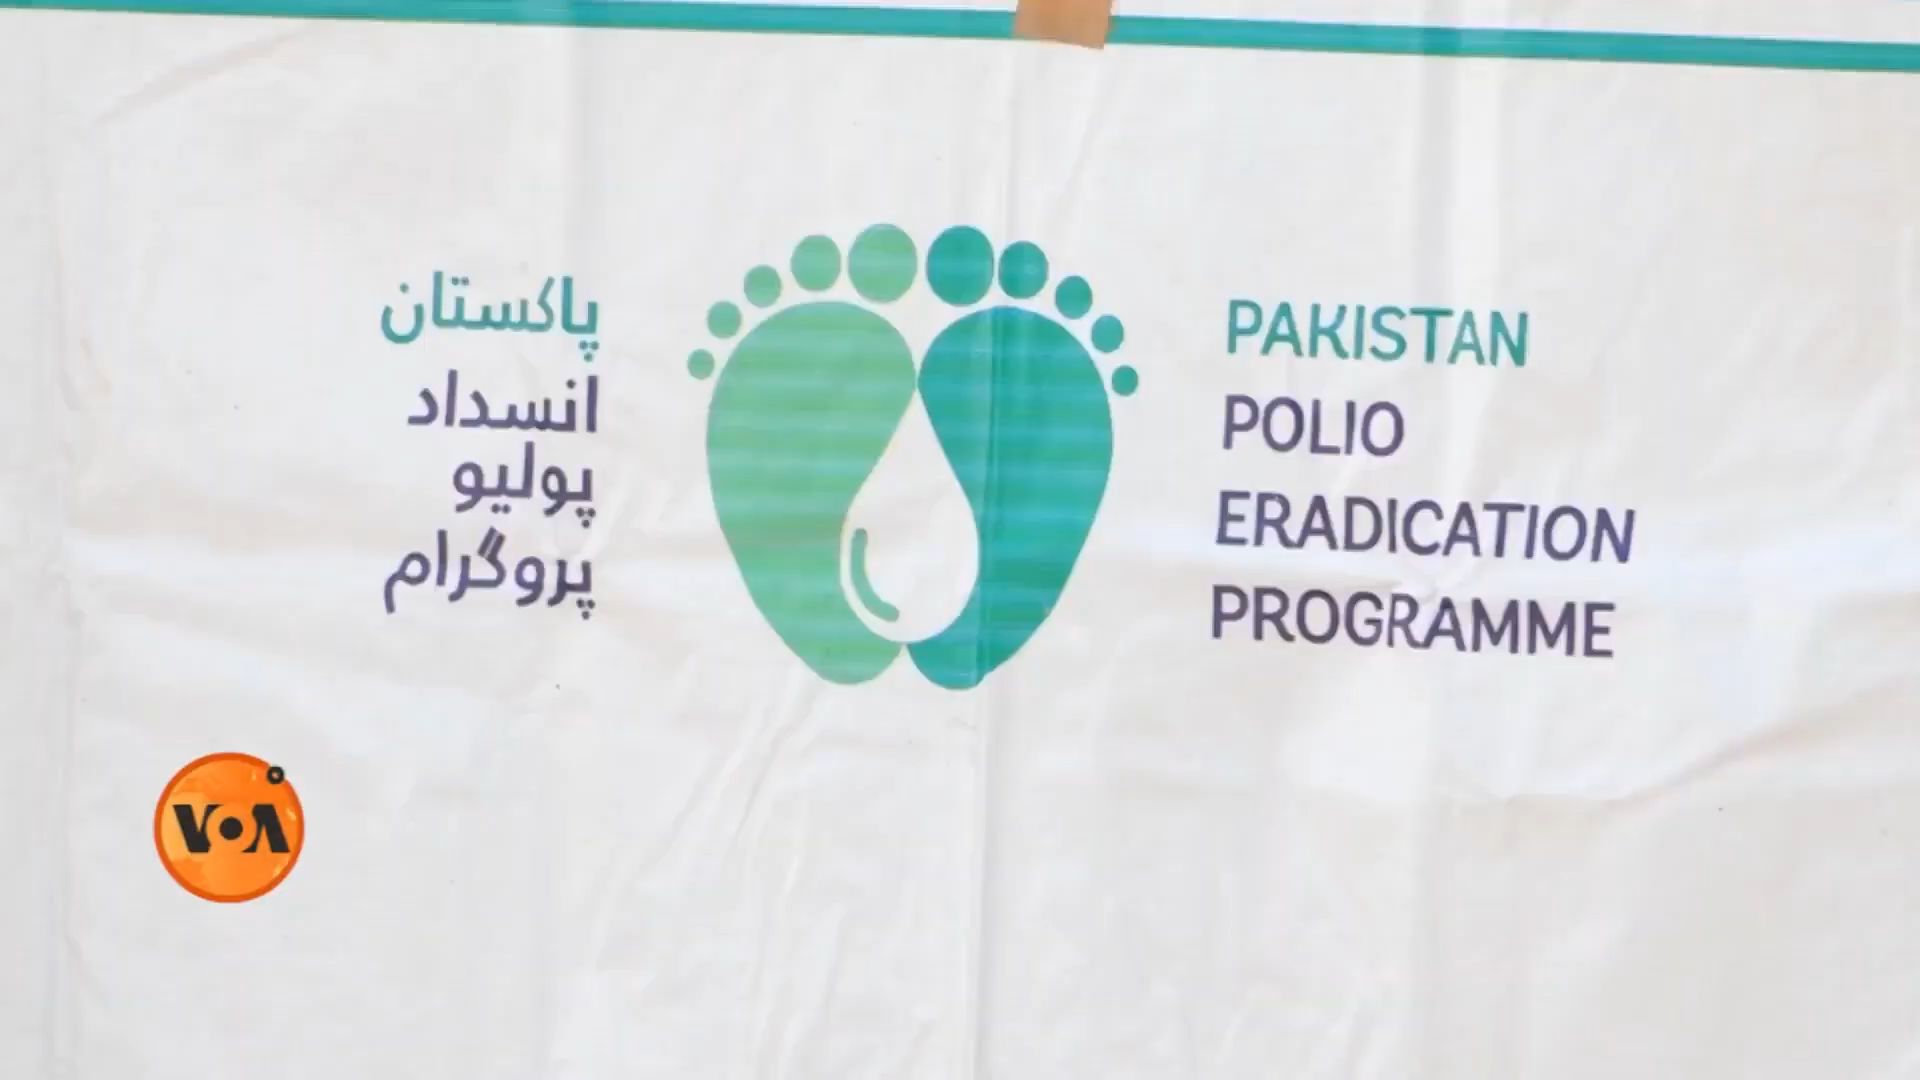 پاکستان
انسداد
پولیو
پروگرام
PAKISTAN
POLIO
ERADICATION
PROGRAMME
VOA